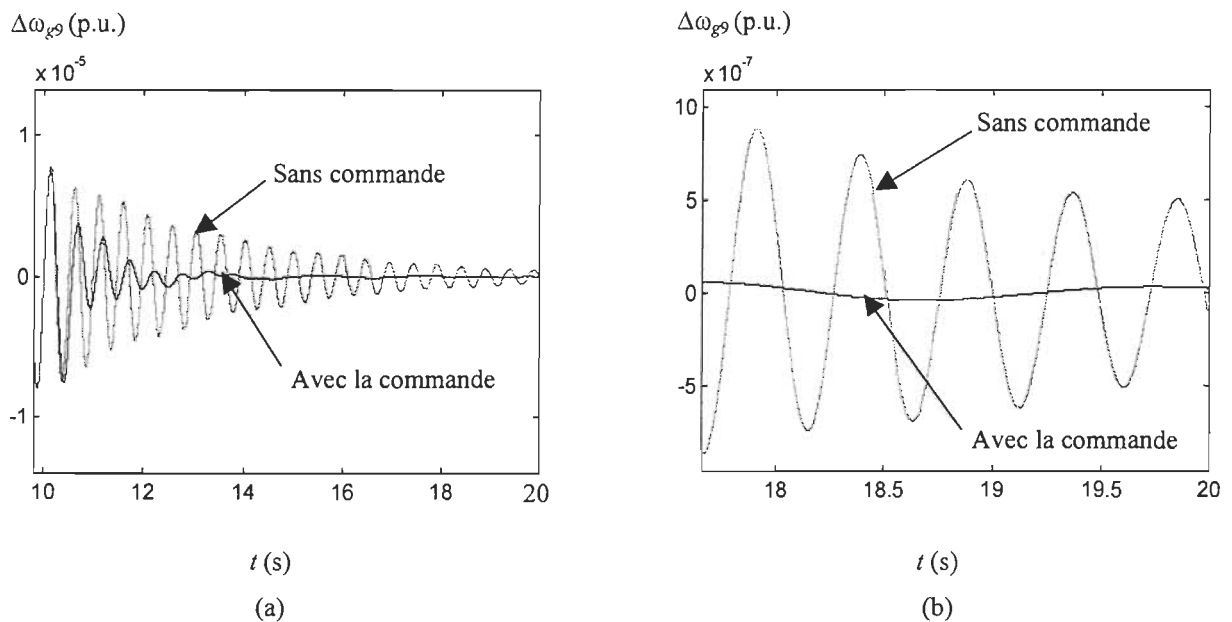 Δω_g9 (p.u.)
x 10^-5
1
0
-1
Sans commande
Avec la commande
10 12 14 16 18 20
t (s)
(a)
Δω_g9 (p.u.)
x 10^-7
10
5
0
-5
Sans commande
Avec la commande
18 18.5 19 19.5 20
t (s)
(b)